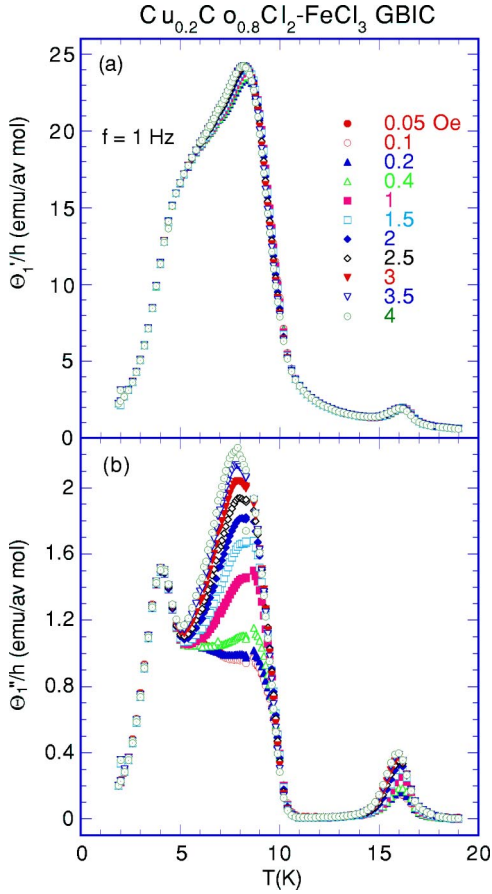 Cu0.2Co0.8Cl2-FeCl3 GBIC
(a)
f = 1 Hz
0.05 Oe
0.1
0.2
0.4
1
1.5
2
2.5
3
3.5
4
Θ1'/h (emu/av mol)
25
20
15
10
5
0
(b)
Θ1"/h (emu/av mol)
2
1.6
1.2
0.8
0.4
0
0 5 10 15 20
T(K)